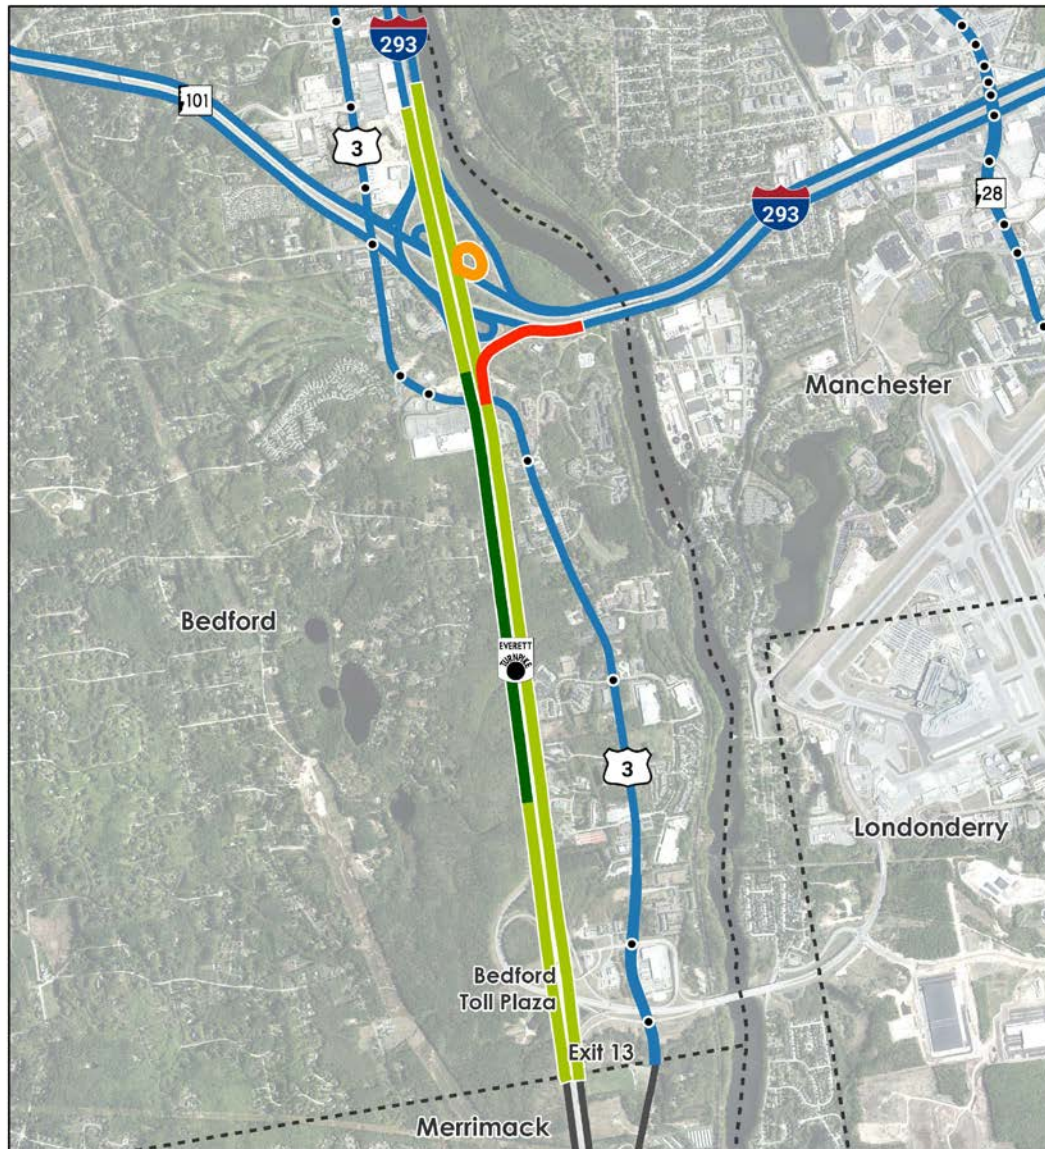 293
101
3
293
28
Manchester
Bedford
EVERETT
TURNPIKE
3
Londonderry
Bedford
Toll Plaza
Exit 13
Merrimack